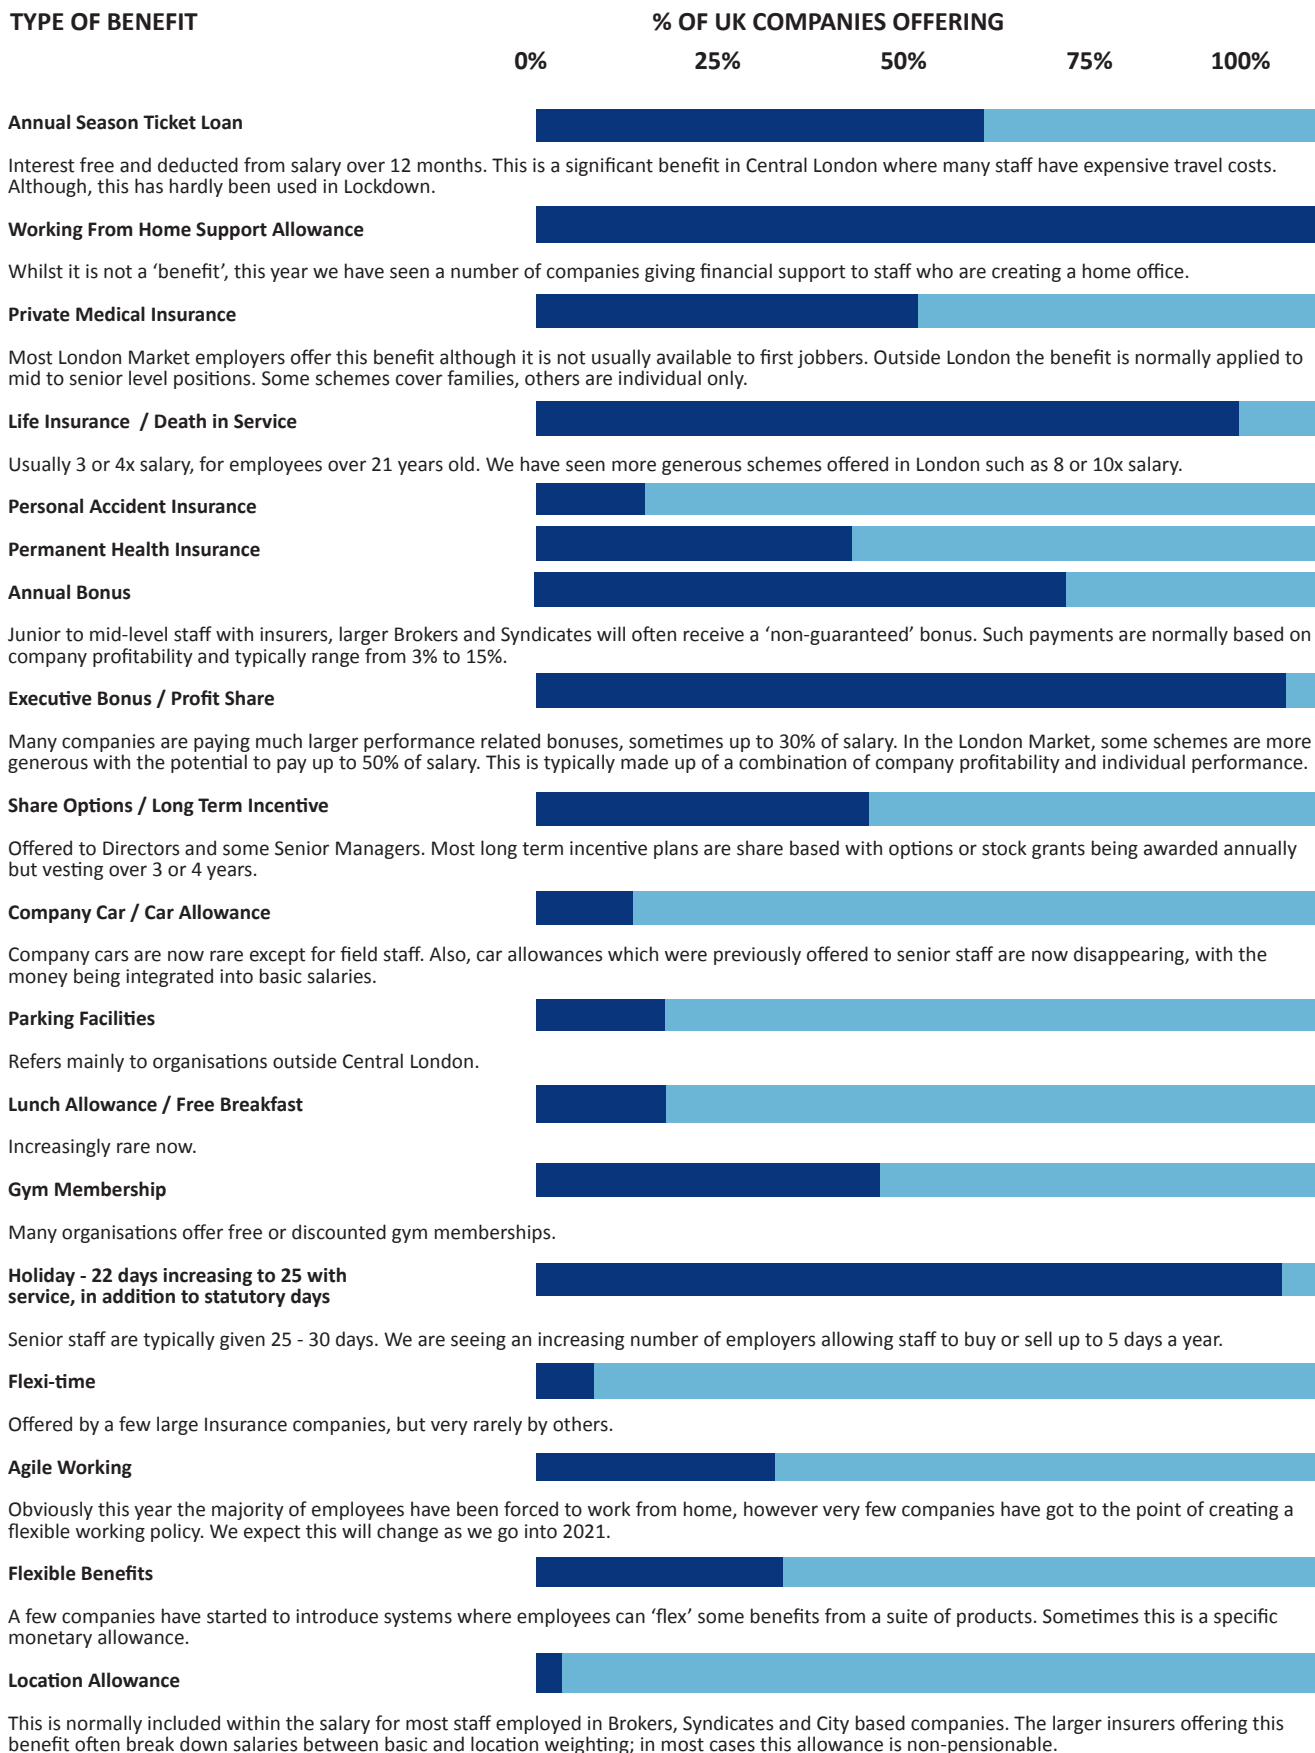 TYPE OF BENEFIT % OF UK COMPANIES OFFERING
0% 25% 50% 75% 100%
Annual Season Ticket Loan
Interest free and deducted from salary over 12 months. This is a significant benefit in Central London where many staff have expensive travel costs.
Although, this has hardly been used in Lockdown.
Working From Home Support Allowance
Whilst it is not a ‘benefit’, this year we have seen a number of companies giving financial support to staff who are creating a home office.
Private Medical Insurance
Most London Market employers offer this benefit although it is not usually available to first jobbers. Outside London the benefit is normally applied to
mid to senior level positions. Some schemes cover families, others are individual only.
Life Insurance / Death in Service
Usually 3 or 4x salary, for employees over 21 years old. We have seen more generous schemes offered in London such as 8 or 10x salary.
Personal Accident Insurance
Permanent Health Insurance
Annual Bonus
Junior to mid-level staff with insurers, larger Brokers and Syndicates will often receive a ‘non-guaranteed’ bonus. Such payments are normally based on
company profitability and typically range from 3% to 15%.
Executive Bonus / Profit Share
Many companies are paying much larger performance related bonuses, sometimes up to 30% of salary. In the London Market, some schemes are more
generous with the potential to pay up to 50% of salary. This is typically made up of a combination of company profitability and individual performance.
Share Options / Long Term Incentive
Offered to Directors and some Senior Managers. Most long term incentive plans are share based with options or stock grants being awarded annually
but vesting over 3 or 4 years.
Company Car / Car Allowance
Company cars are now rare except for field staff. Also, car allowances which were previously offered to senior staff are now disappearing, with the
money being integrated into basic salaries.
Parking Facilities
Refers mainly to organisations outside Central London.
Lunch Allowance / Free Breakfast
Increasingly rare now.
Gym Membership
Many organisations offer free or discounted gym memberships.
Holiday - 22 days increasing to 25 with
service, in addition to statutory days
Senior staff are typically given 25 - 30 days. We are seeing an increasing number of employers allowing staff to buy or sell up to 5 days a year.
Flexi-time
Offered by a few large Insurance companies, but very rarely by others.
Agile Working
Obviously this year the majority of employees have been forced to work from home, however very few companies have got to the point of creating a
flexible working policy. We expect this will change as we go into 2021.
Flexible Benefits
A few companies have started to introduce systems where employees can ‘flex’ some benefits from a suite of products. Sometimes this is a specific
monetary allowance.
Location Allowance
This is normally included within the salary for most staff employed in Brokers, Syndicates and City based companies. The larger insurers offering this
benefit often break down salaries between basic and location weighting; in most cases this allowance is non-pensionable.